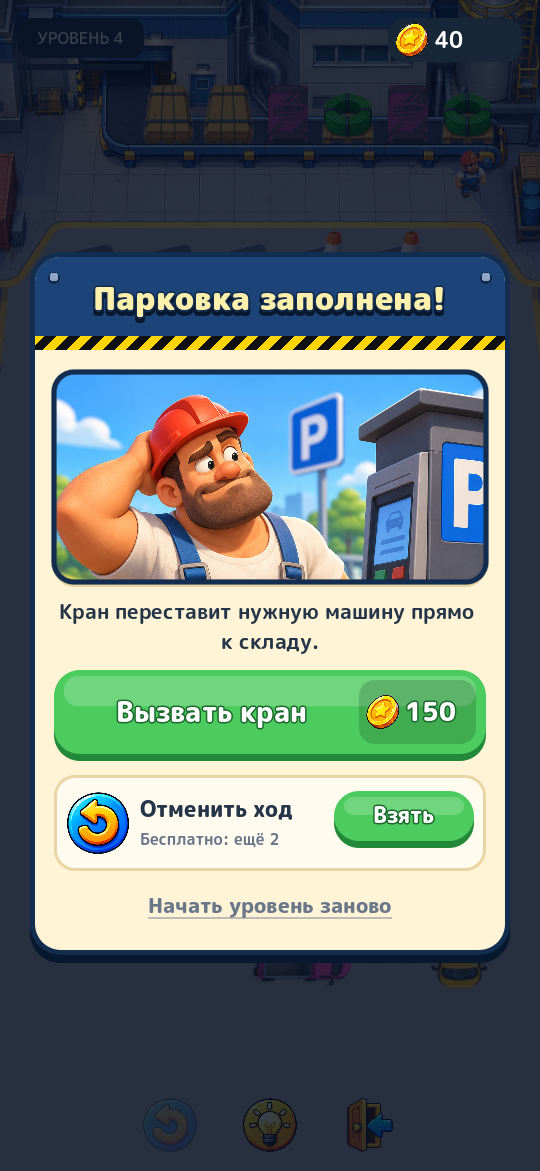 УРОВЕНЬ 4
40
Парковка заполнена!
P
P
Кран переставит нужную машину прямо
к складу.
Вызвать кран
150
Отменить ход
Бесплатно: ещё 2
Взять
Начать уровень заново